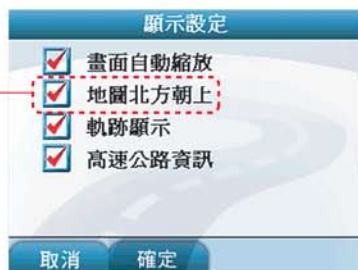 顯示設定
畫面自動縮放
地圖北方朝上
軌跡顯示
高速公路資訊
取消 確定